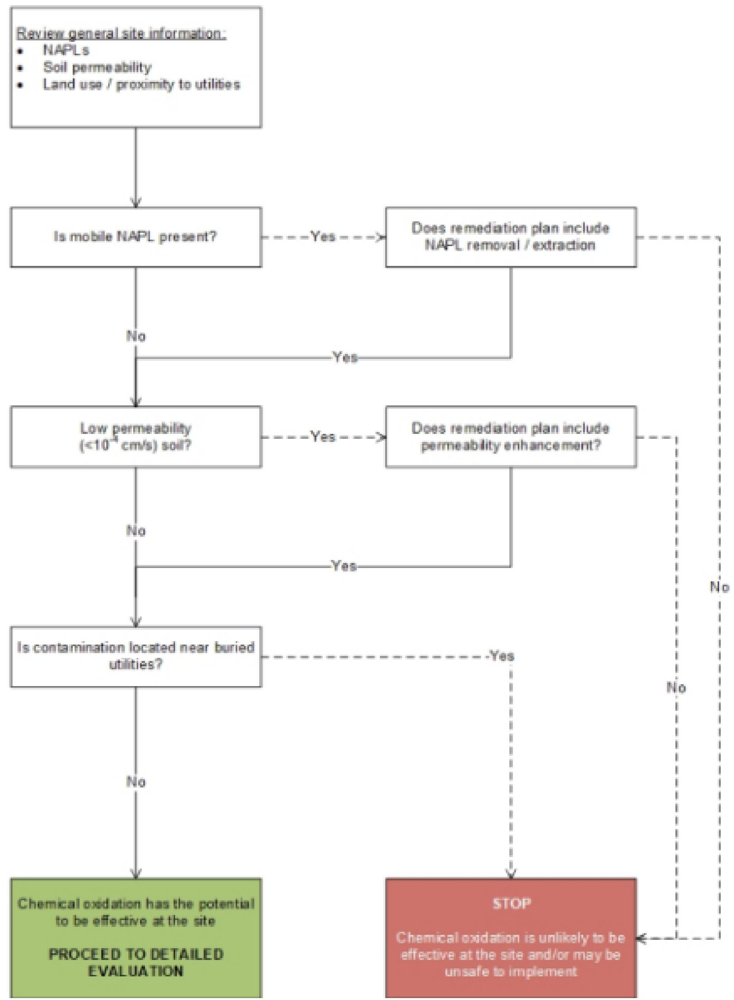 Review general site information:
• NAPLs
• Soil permeability
• Land use / proximity to utilities
Is mobile NAPL present?
Yes
Does remediation plan include
NAPL removal / extraction
No
Yes
Low permeability
(<10 cm/s) soil?
Yes
Does remediation plan include
permeability enhancement?
No
Yes
No
Is contamination located near buried
utilities?
Yes
No
No
Chemical oxidation has the potential
to be effective at the site
PROCEED TO DETAILED
EVALUATION
STOP
Chemical oxidation is unlikely to be
effective at the site and/or may be
unsafe to implement